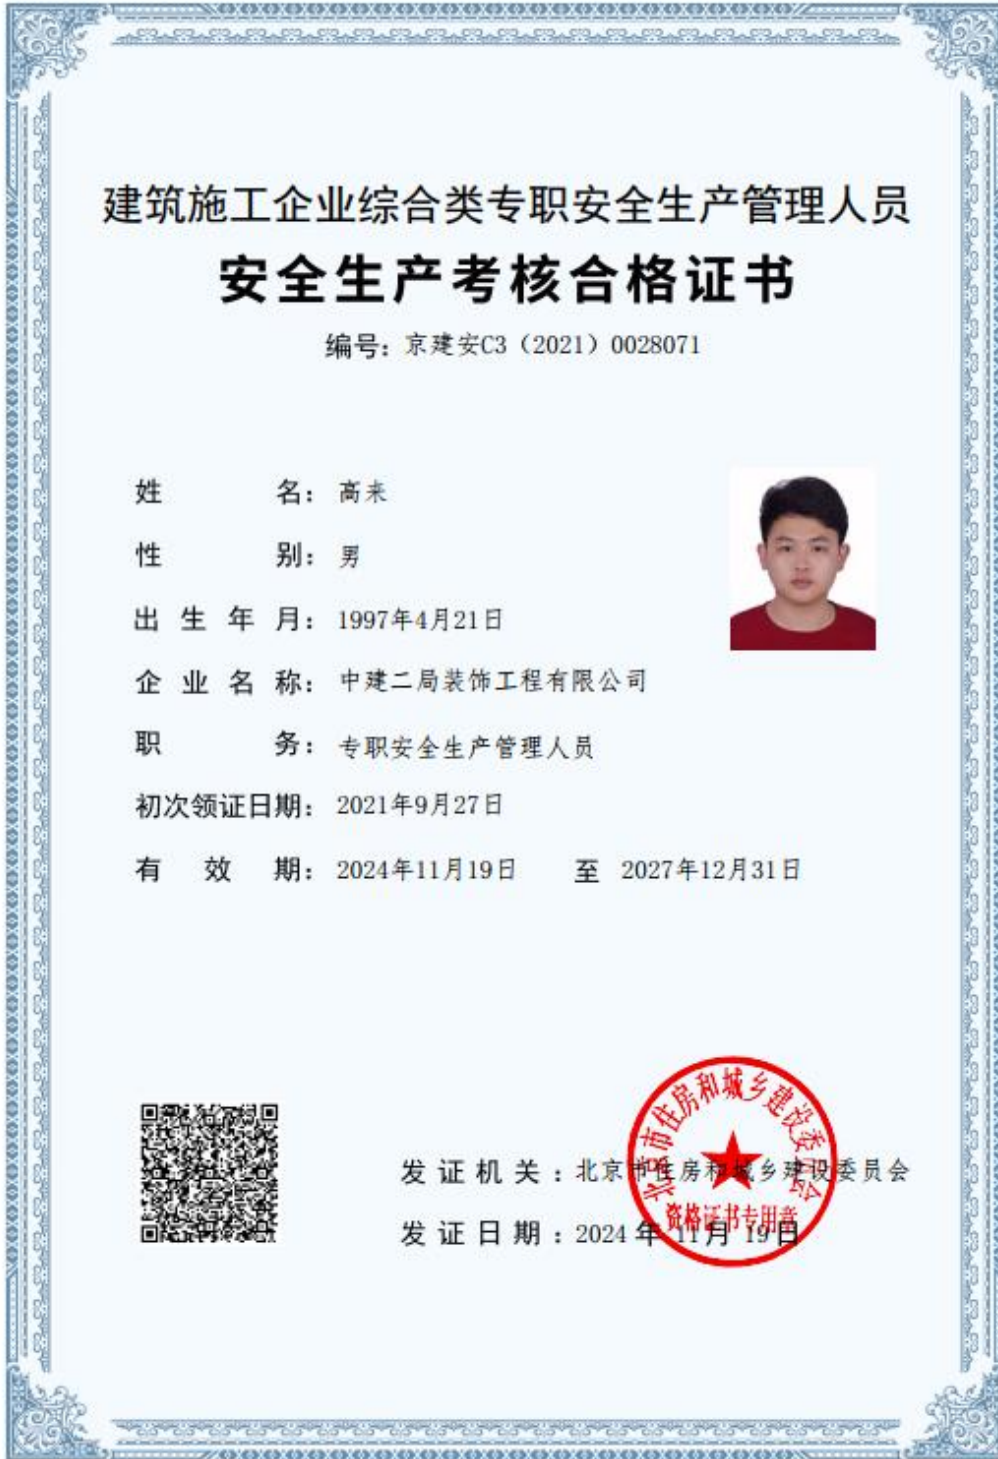 建筑施工企业综合类专职安全生产管理人员
安全生产考核合格证书
编号：京建安C3（2021）0028071
姓名：高来
性别：男
出生年月：1997年4月21日
企业名称：中建二局装饰工程有限公司
职务：专职安全生产管理人员
初次领证日期：2021年9月27日
有效期：2024年11月19日 至 2027年12月31日
北京市住房和城乡建设委员会
资格证书专用章
发证机关：北京市住房和城乡建设委员会
发证日期：2024年11月19日